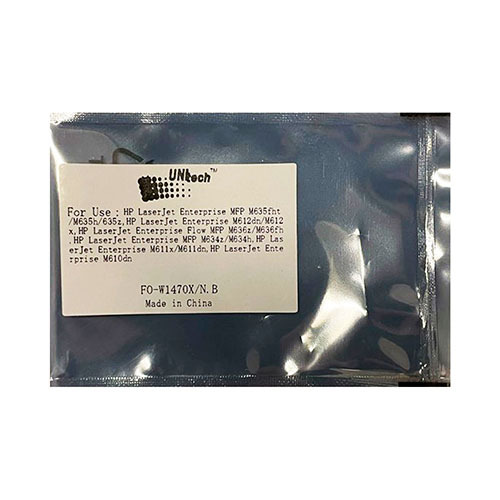 UNitech™
For Use : HP LaserJet Enterprise MFP M635fht
/M635h/635z,HP LaserJet Enterprise M612dn/M612
x,HP LaserJet Enterprise Flow MFP M636z/M636fh
,HP LaserJet Enterprise MFP M634z/M634h,HP Las
erJet Enterprise M611x/M611dn,HP LaserJet Ente
rprise M610dn
FO-W1470X/N.B
Made in China